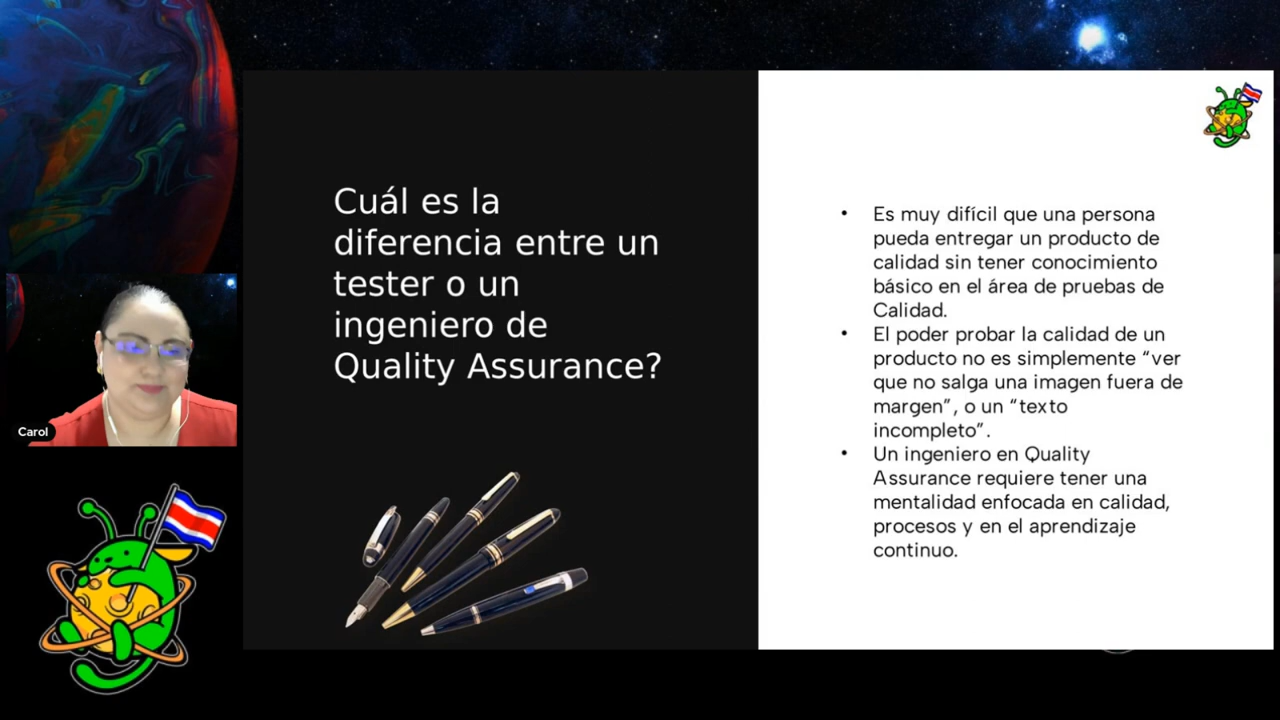 Cuál es la
diferencia entre un
tester o un
ingeniero de
Quality Assurance?
• Es muy difícil que una persona
pueda entregar un producto de
calidad sin tener conocimiento
básico en el área de pruebas de
Calidad.
• El poder probar la calidad de un
producto no es simplemente “ver
que no salga una imagen fuera de
margen”, o un “texto
incompleto”.
• Un ingeniero en Quality
Assurance requiere tener una
mentalidad enfocada en calidad,
procesos y en el aprendizaje
continuo.
Carol